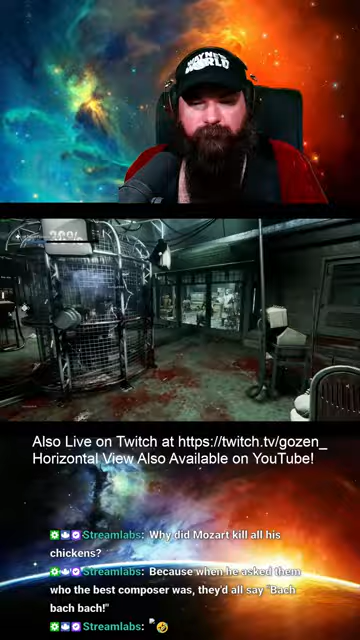 WAYNE'S
WORLD
Also Live on Twitch at https://twitch.tv/gozen_
Horizontal View Also Available on YouTube!
Streamlabs: Why did Mozart kill all his
chickens?
Streamlabs: Because when he asked them
who the best composer was, they'd all say "Bach
bach bach!"
Streamlabs: 🤣